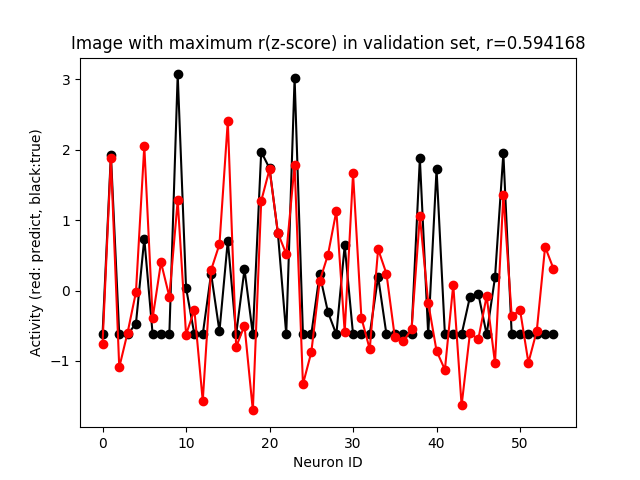 Image with maximum r(z-score) in validation set, r=0.594168
Activity (red: predict, black:true)
3
2
1
0
−1
0 10 20 30 40 50
Neuron ID